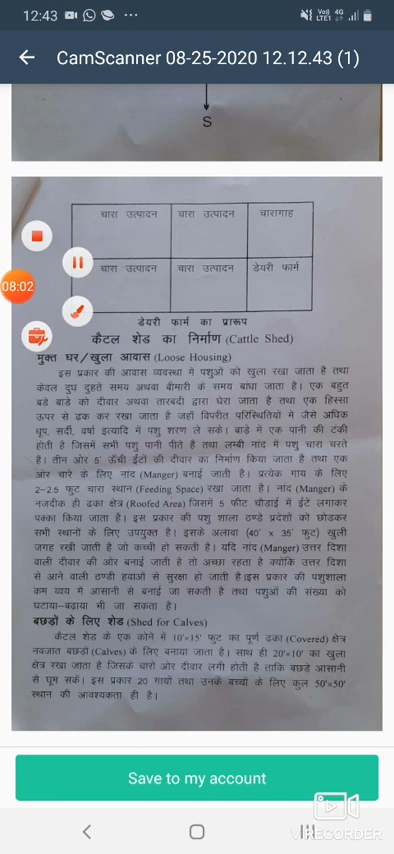 12:43
Vo) 4G
LTE1
CamScanner 08-25-2020 12.12.43 (1)
S
चारा उत्पादन चारा उत्पादन चारागाह
चारा उत्पादन चारा उत्पादन डेयरी फार्म
08:02
डेयरी फार्म का प्रारूप
कैटल शेड का निर्माण (Cattle Shed)
मुक्त घर/खुला आवास (Loose Housing)
इस प्रकार की आवास व्यवस्था में पशुओं को खुला रखा जाता है तथा
केवल दुध दुहते समय अथवा बीमारी के समय बांधा जाता है। एक बहुत
बड़े बाडे को दीवार अथवा तारबंदी द्वारा घेरा जाता है तथा एक हिस्सा
ऊपर से ढक कर रखा जाता है जहाँ विपरीत परिस्थितियों में जैसे अधिक
धूप, सर्दी, वर्षा इत्यादि में पशु शरण ले सकें। बाडे में एक पानी की टंकी
होती है जिसमें सभी पशु पानी पीते है तथा लम्बी नांद में पशु चारा चरते
है। तीन ओर 5' ऊँची ईंटों की दीवार का निर्माण किया जाता है तथा एक
ओर चारे के लिए नांद (Manger) बनाई जाती है। प्रत्येक गाय के लिए
2–2.5 फुट चारा स्थान (Feeding Space) रखा जाता है। नांद (Manger) के
नजदीक ही ढका क्षेत्र (Roofed Area) जिसमें 5 फीट चौडाई में ईंट लगाकर
पक्का किया जाता है। इस प्रकार की पशु शाला ठण्डे प्रदेशों को छोडकर
सभी स्थानों के लिए उपयुक्त है। इसके अलावा (40' x 35' फुट) खुली
जगह रखी जाती है जो कच्ची हो सकती है। यदि नांद (Manger) उत्तर दिशा
वाली दीवार की ओर बनाई जाती है तो अच्छा रहता है क्योंकि उत्तर दिशा
से आने वाली ठण्डी हवाओं से सुरक्षा हो जाती है।इस प्रकार की पशुशाला
कम व्यय में आसानी से बनाई जा सकती है तथा पशुओं की संख्या को
घटाया-बढ़ाया भी जा सकता है।
बछड़ों के लिए शेड (Shed for Calves)
कैटल शेड के एक कोने में 10'x15' फुट का पूर्ण ढका (Covered) क्षेत्र
नवजात बछडों (Calves) के लिए बनाया जाता है। साथ ही 20'x10' का खुला
क्षेत्र रखा जाता है जिसके चारों ओर दीवार लगी होती है ताकि बछडे आसानी
से घूम सकें। इस प्रकार 20 गायों तथा उनके बच्चों के लिए कुल 50'x50'
स्थान की आवश्यकता ही है।
Save to my account
VIRECORDER